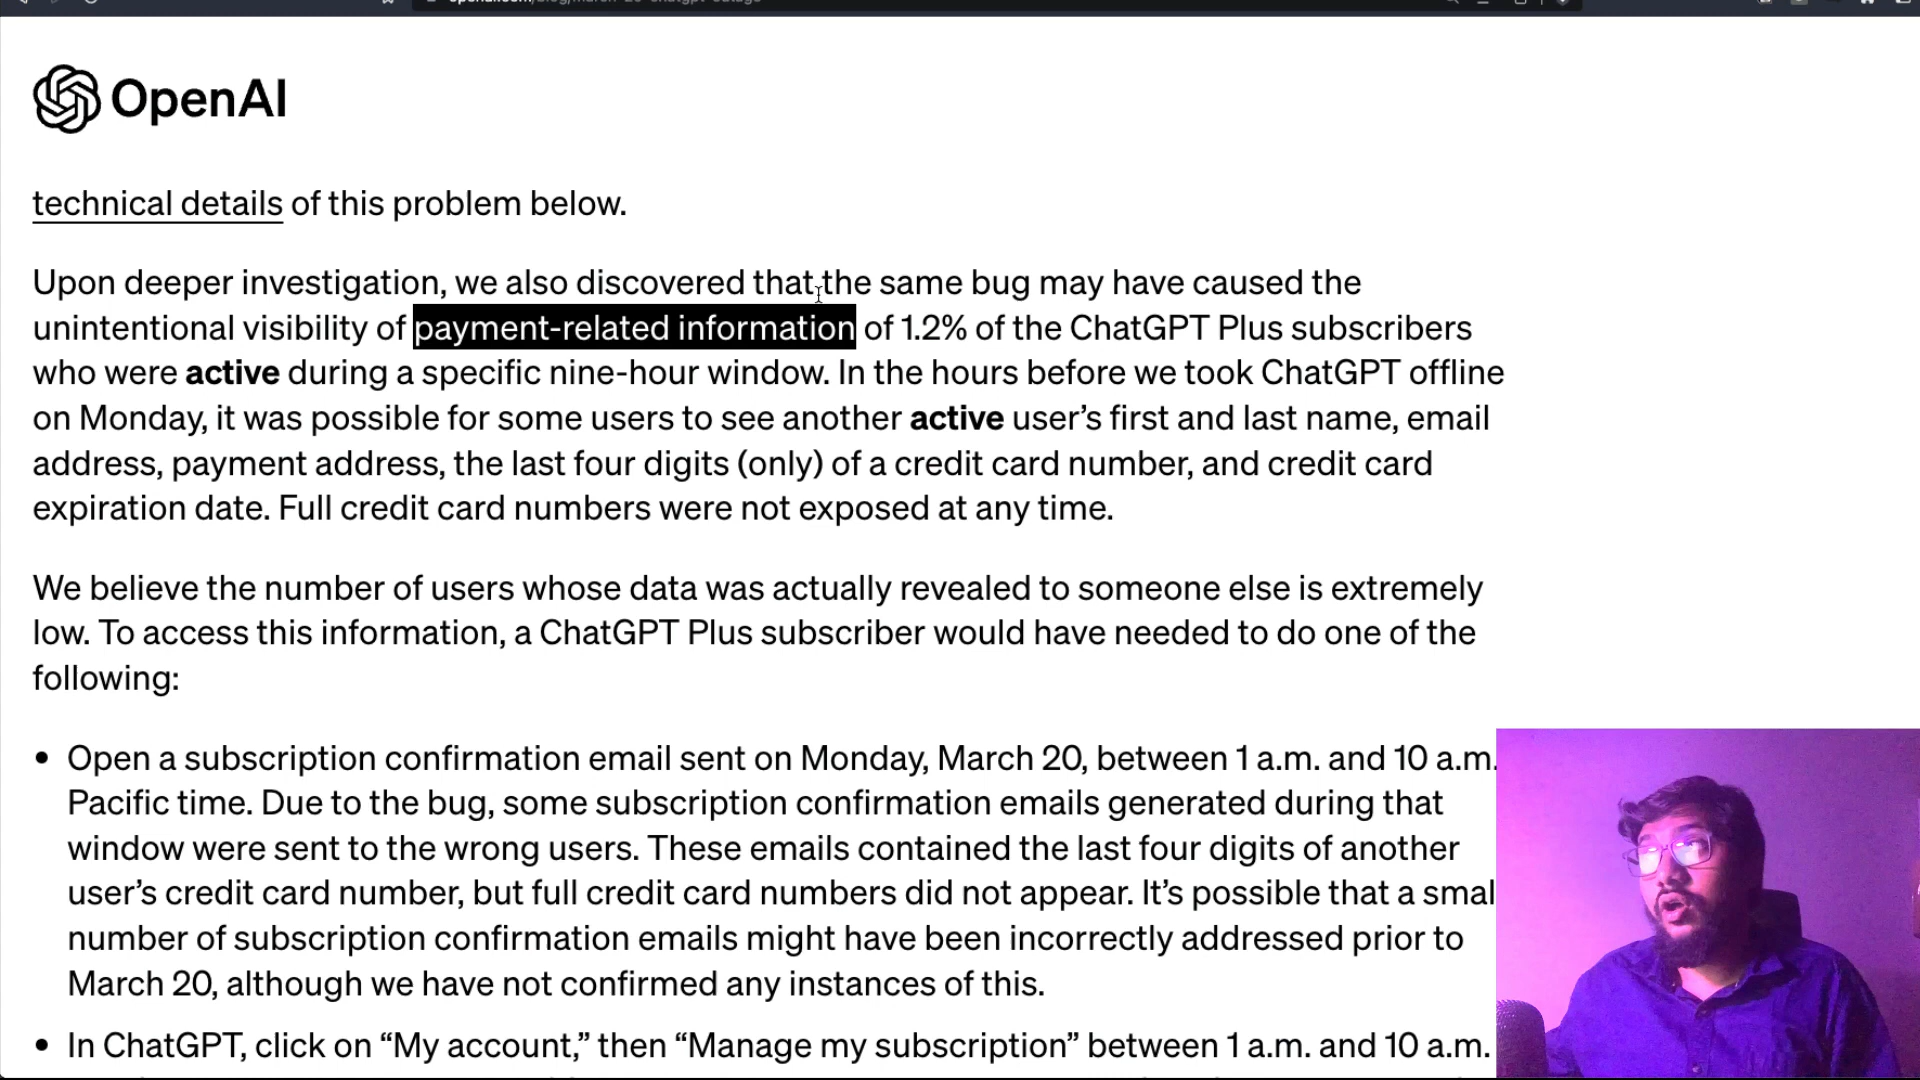 OpenAI
technical details of this problem below.
Upon deeper investigation, we also discovered that the same bug may have caused the
unintentional visibility of payment-related information of 1.2% of the ChatGPT Plus subscribers
who were active during a specific nine-hour window. In the hours before we took ChatGPT offline
on Monday, it was possible for some users to see another active user’s first and last name, email
address, payment address, the last four digits (only) of a credit card number, and credit card
expiration date. Full credit card numbers were not exposed at any time.
We believe the number of users whose data was actually revealed to someone else is extremely
low. To access this information, a ChatGPT Plus subscriber would have needed to do one of the
following:
• Open a subscription confirmation email sent on Monday, March 20, between 1 a.m. and 10 a.m.
Pacific time. Due to the bug, some subscription confirmation emails generated during that
window were sent to the wrong users. These emails contained the last four digits of another
user’s credit card number, but full credit card numbers did not appear. It’s possible that a smal
number of subscription confirmation emails might have been incorrectly addressed prior to
March 20, although we have not confirmed any instances of this.
• In ChatGPT, click on “My account,” then “Manage my subscription” between 1 a.m. and 10 a.m.